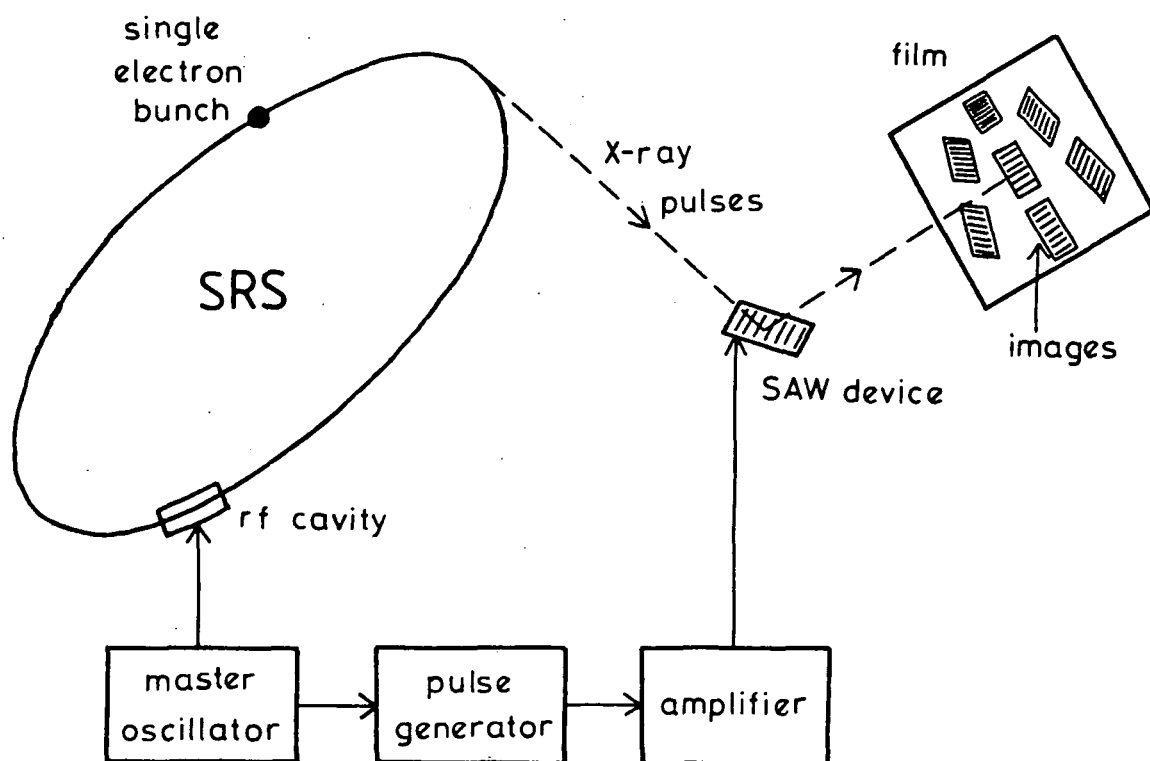 single
electron
bunch
film
X-ray
pulses
SRS
images
SAW device
rf cavity
master
oscillator
pulse
generator
amplifier